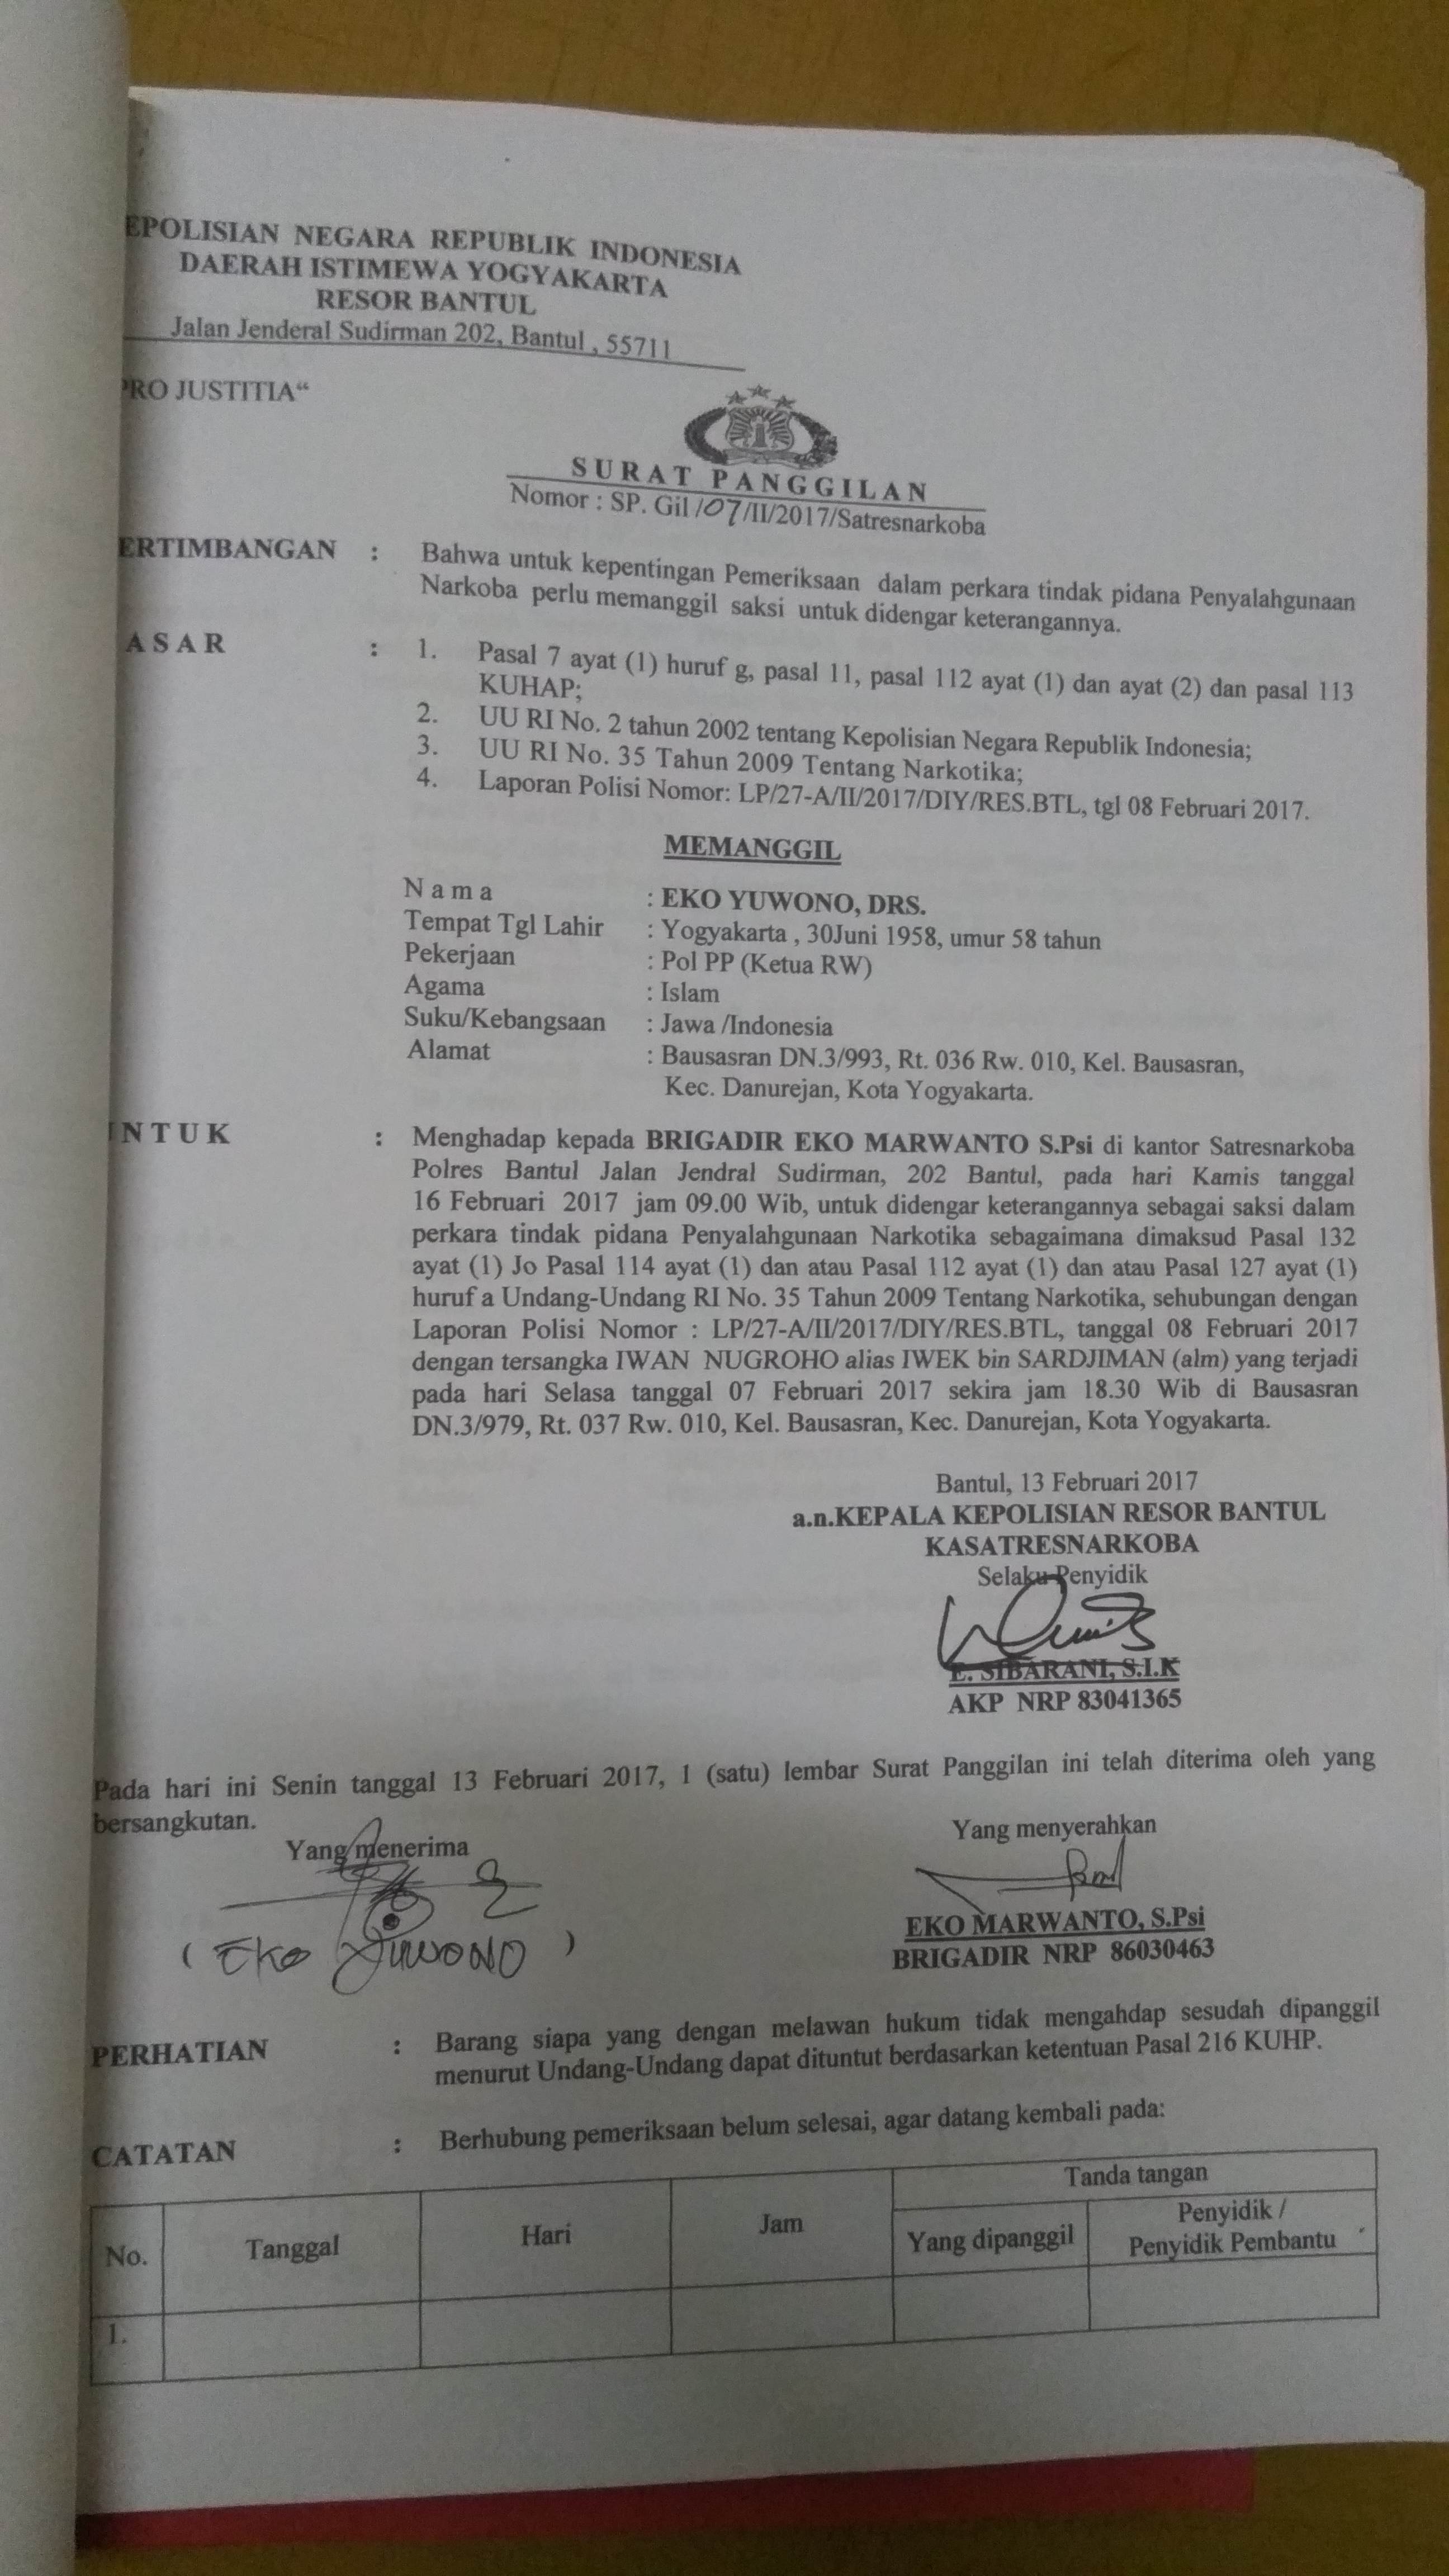 EPOLISIAN NEGARA REPUBLIK INDONESIA
DAERAH ISTIMEWA YOGYAKARTA
RESOR BANTUL
Jalan Jenderal Sudirman 202, Bantul , 55711
PRO JUSTITIA“
SURAT PANGGILAN
Nomor : SP. Gil /07/II/2017/Satresnarkoba
ERTIMBANGAN : Bahwa untuk kepentingan Pemeriksaan dalam perkara tindak pidana Penyalahgunaan
Narkoba perlu memanggil saksi untuk didengar keterangannya.
ASAR : 1. Pasal 7 ayat (1) huruf g, pasal 11, pasal 112 ayat (1) dan ayat (2) dan pasal 113
KUHAP;
2. UU RI No. 2 tahun 2002 tentang Kepolisian Negara Republik Indonesia;
3. UU RI No. 35 Tahun 2009 Tentang Narkotika;
4. Laporan Polisi Nomor: LP/27-A/II/2017/DIY/RES.BTL, tgl 08 Februari 2017.
MEMANGGIL
N a m a : EKO YUWONO, DRS.
Tempat Tgl Lahir : Yogyakarta , 30Juni 1958, umur 58 tahun
Pekerjaan : Pol PP (Ketua RW)
Agama : Islam
Suku/Kebangsaan : Jawa /Indonesia
Alamat : Bausasran DN.3/993, Rt. 036 Rw. 010, Kel. Bausasran,
Kec. Danurejan, Kota Yogyakarta.
NTUK : Menghadap kepada BRIGADIR EKO MARWANTO S.Psi di kantor Satresnarkoba
Polres Bantul Jalan Jendral Sudirman, 202 Bantul, pada hari Kamis tanggal
16 Februari 2017 jam 09.00 Wib, untuk didengar keterangannya sebagai saksi dalam
perkara tindak pidana Penyalahgunaan Narkotika sebagaimana dimaksud Pasal 132
ayat (1) Jo Pasal 114 ayat (1) dan atau Pasal 112 ayat (1) dan atau Pasal 127 ayat (1)
huruf a Undang-Undang RI No. 35 Tahun 2009 Tentang Narkotika, sehubungan dengan
Laporan Polisi Nomor : LP/27-A/II/2017/DIY/RES.BTL, tanggal 08 Februari 2017
dengan tersangka IWAN NUGROHO alias IWEK bin SARDJIMAN (alm) yang terjadi
pada hari Selasa tanggal 07 Februari 2017 sekira jam 18.30 Wib di Bausasran
DN.3/979, Rt. 037 Rw. 010, Kel. Bausasran, Kec. Danurejan, Kota Yogyakarta.
Bantul, 13 Februari 2017
a.n.KEPALA KEPOLISIAN RESOR BANTUL
KASATRESNARKOBA
Selaku Penyidik
E. SIBARANI, S.I.K
AKP NRP 83041365
Pada hari ini Senin tanggal 13 Februari 2017, 1 (satu) lembar Surat Panggilan ini telah diterima oleh yang
bersangkutan.
Yang menerima
(Eko Yuwono)
Yang menyerahkan
EKO MARWANTO, S.Psi
BRIGADIR NRP 86030463
PERHATIAN : Barang siapa yang dengan melawan hukum tidak mengahdap sesudah dipanggil
menurut Undang-Undang dapat dituntut berdasarkan ketentuan Pasal 216 KUHP.
CATATAN : Berhubung pemeriksaan belum selesai, agar datang kembali pada:
No. Tanggal Hari Jam Tanda tangan
Yang dipanggil Penyidik /
Penyidik Pembantu
1.